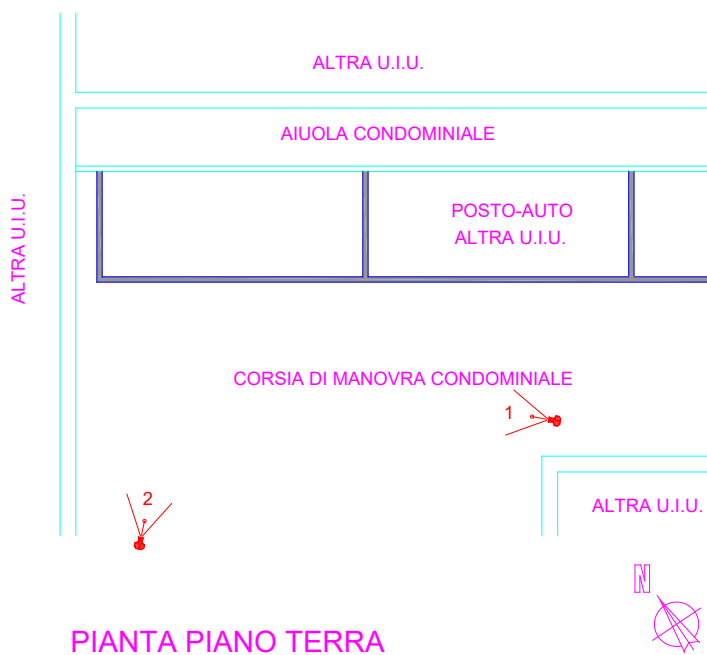 ALTRA U.I.U.
AIUOLA CONDOMINIALE
ALTRA U.I.U.
POSTO-AUTO
ALTRA U.I.U.
CORSIA DI MANOVRA CONDOMINIALE
1
2
ALTRA U.I.U.
N
PIANTA PIANO TERRA